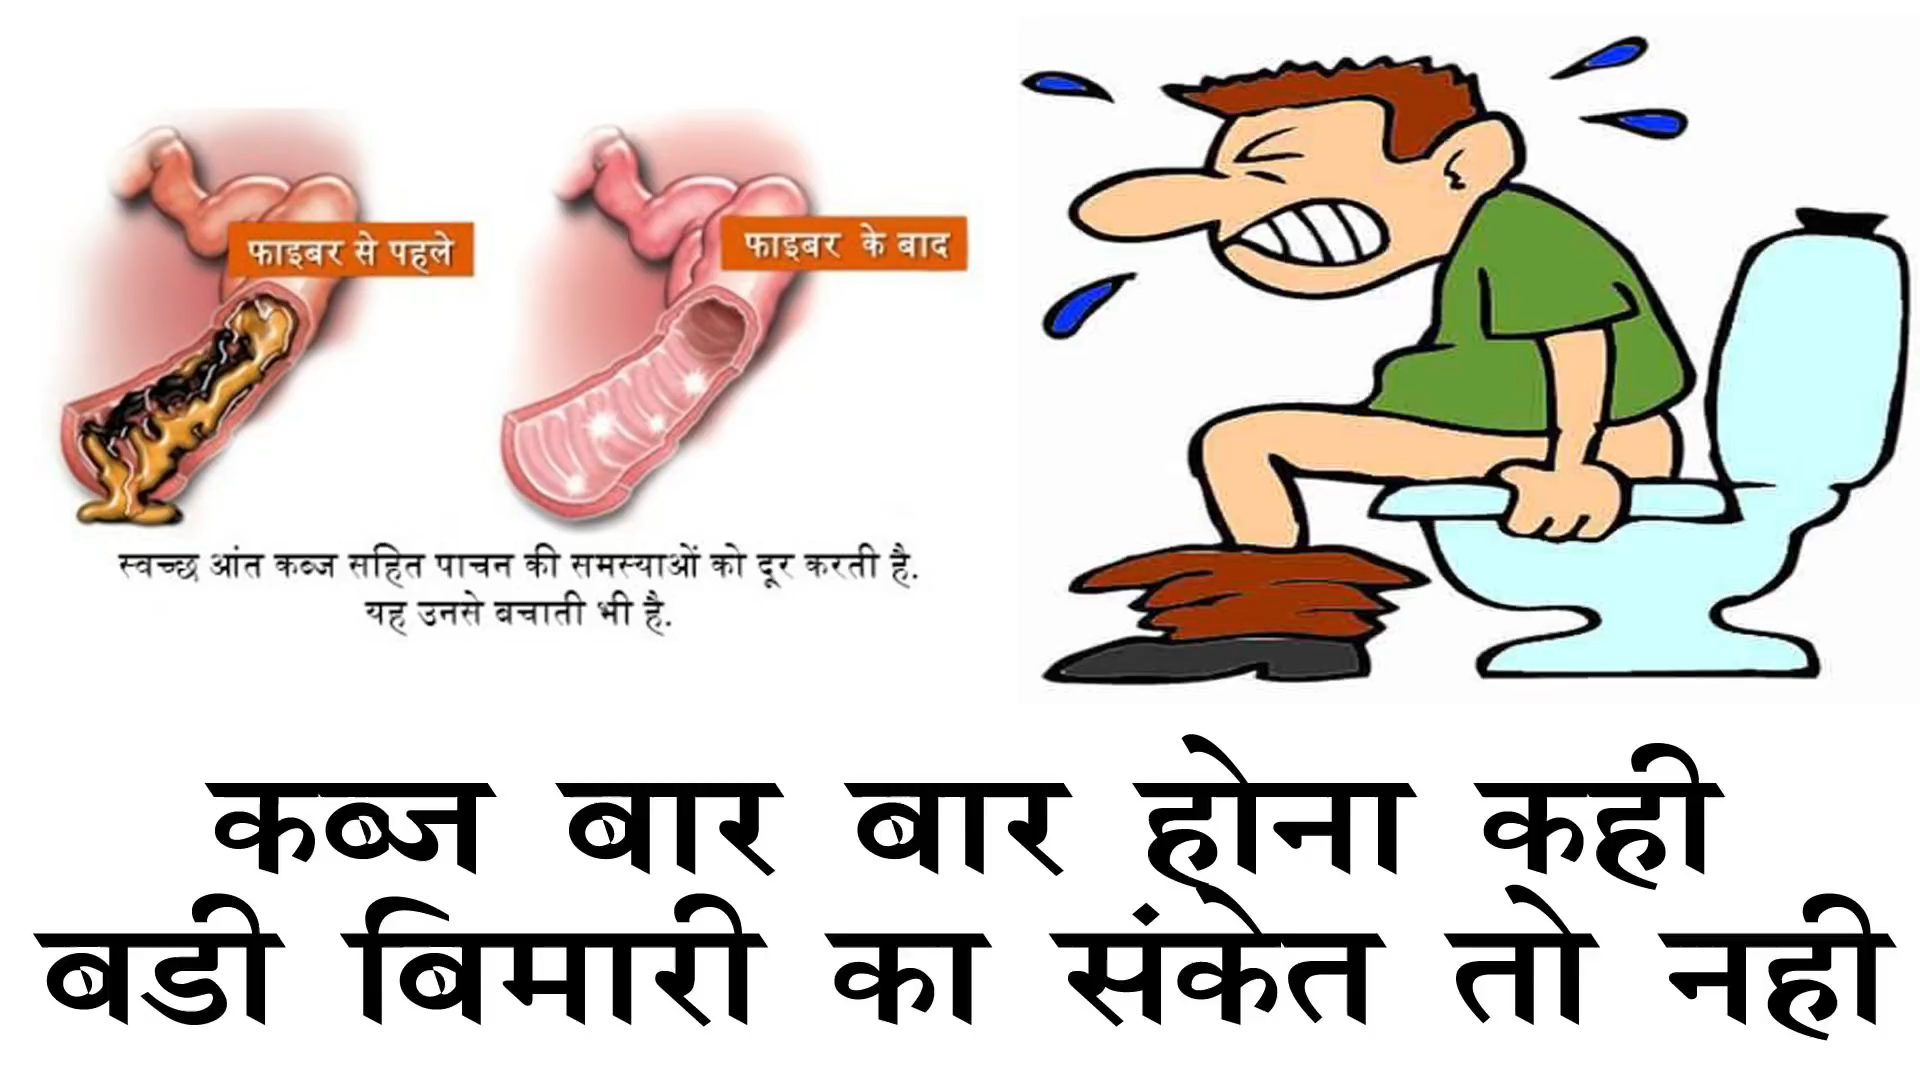 फाइबर से पहले
फाइबर के बाद
स्वच्छ आंत कब्ज सहित पाचन की समस्याओं को दूर करती है.
यह उनसे बचाती भी है.
कब्ज बार बार होना कही
बडी बिमारी का संकेत तो नही